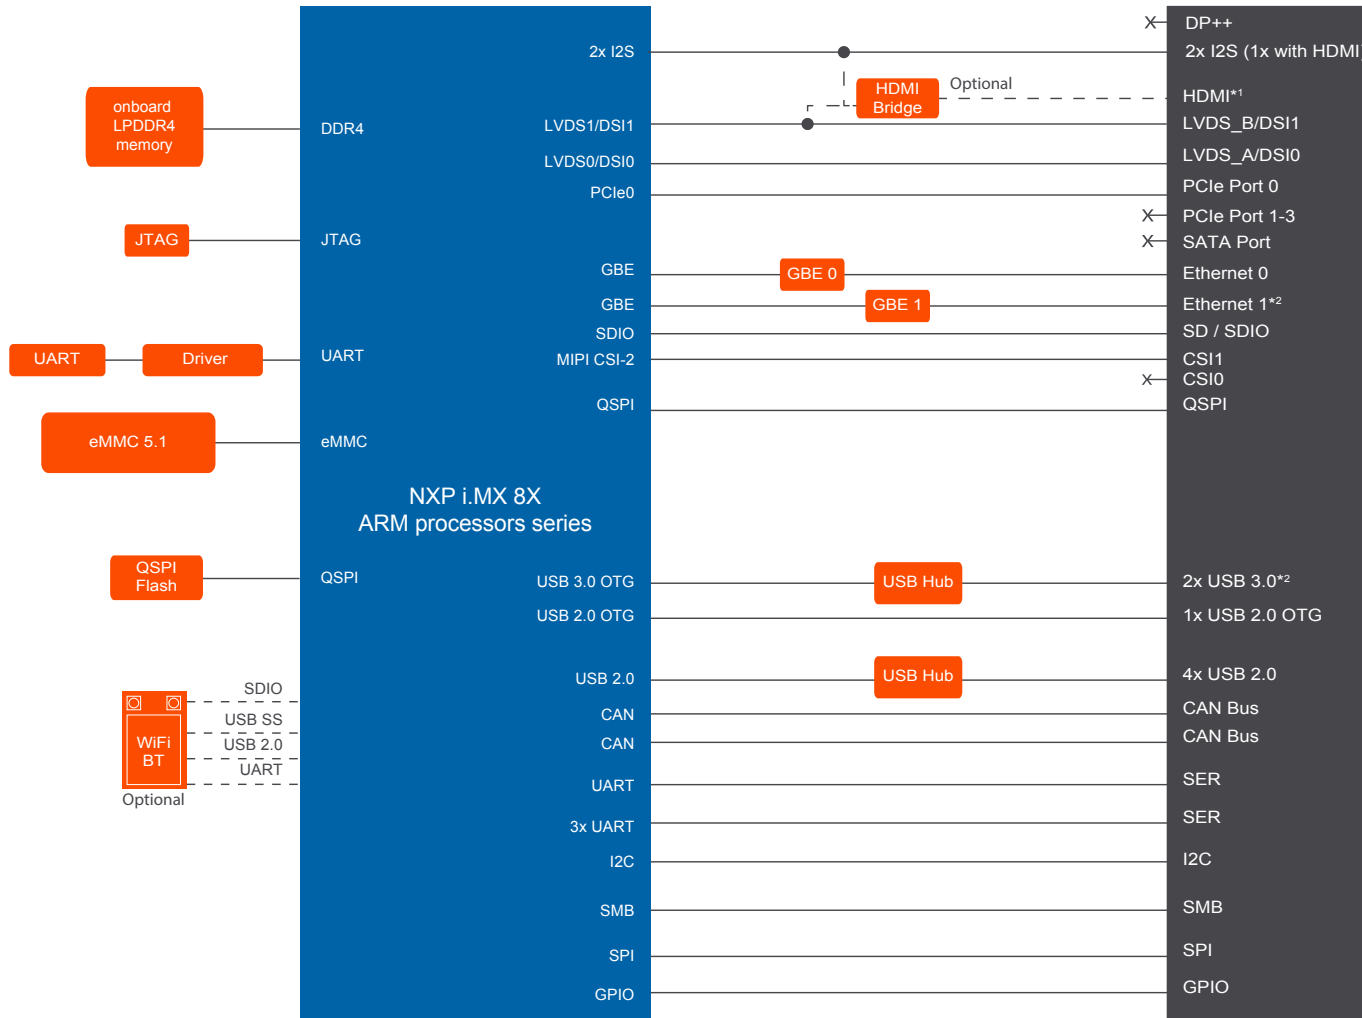 onboard
LPDDR4
memory
JTAG
UART
Driver
eMMC 5.1
QSPI
Flash
WiFi
BT
Optional
SDIO
USB SS
USB 2.0
UART
DDR4
JTAG
UART
eMMC
QSPI
NXP i.MX 8X
ARM processors series
2x I2S
LVDS1/DSI1
LVDS0/DSI0
PCIe0
GBE
GBE
SDIO
MIPI CSI-2
QSPI
USB 3.0 OTG
USB 2.0 OTG
USB 2.0
CAN
CAN
UART
3x UART
I2C
SMB
SPI
GPIO
HDMI
Bridge
Optional
GBE 0
GBE 1
USB Hub
USB Hub
X
X
X
X
DP++
2x I2S (1x with HDMI)
HDMI*1
LVDS_B/DSI1
LVDS_A/DSI0
PCIe Port 0
PCIe Port 1-3
SATA Port
Ethernet 0
Ethernet 1*2
SD / SDIO
CSI1
CSI0
QSPI
2x USB 3.0*2
1x USB 2.0 OTG
4x USB 2.0
CAN Bus
CAN Bus
SER
SER
I2C
SMB
SPI
GPIO